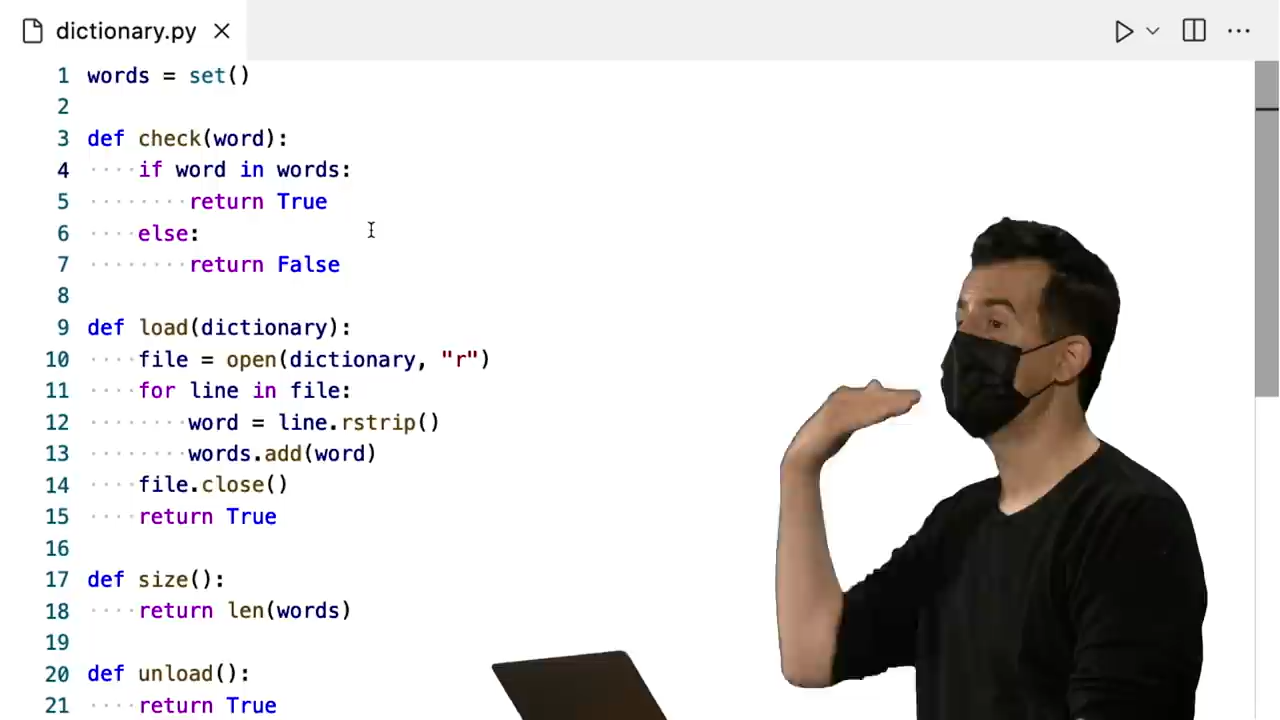 dictionary.py
1 words = set()
2
3 def check(word):
4 ····if word in words:
5 ········return True
6 ····else:
7 ········return False
8
9 def load(dictionary):
10 ····file = open(dictionary, "r")
11 ····for line in file:
12 ········word = line.rstrip()
13 ········words.add(word)
14 ····file.close()
15 ····return True
16
17 def size():
18 ····return len(words)
19
20 def unload():
21 ····return True